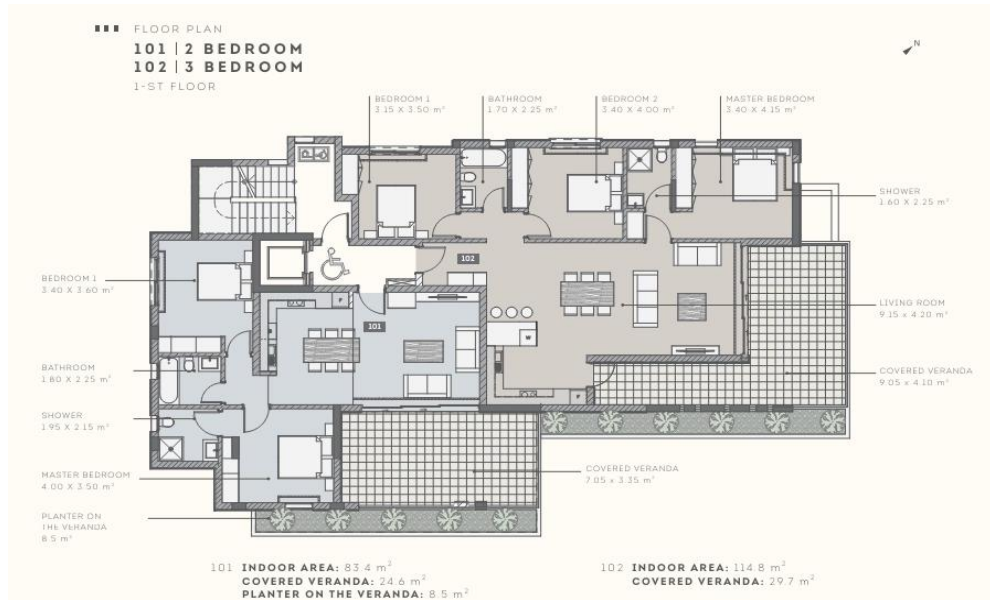 FLOOR PLAN
101 | 2 BEDROOM
102 | 3 BEDROOM
1-ST FLOOR
N
BEDROOM 1
3.15 X 3.50 m²
BATHROOM
1.70 X 2.25 m²
BEDROOM 2
3.40 X 4.00 m²
MASTER BEDROOM
3.40 X 4.15 m²
SHOWER
1.60 X 2.25 m²
LIVING ROOM
9.15 x 4.20 m²
COVERED VERANDA
9.05 x 4.10 m²
COVERED VERANDA
7.05 x 3.35 m²
BEDROOM 1
3.40 X 3.60 m²
BATHROOM
1.80 X 2.25 m²
SHOWER
1.95 X 2.15 m²
MASTER BEDROOM
4.00 X 3.50 m²
PLANTER ON
THE VERANDA
8.5 m²
102
101
F
W
F
101 INDOOR AREA: 83.4 m²
COVERED VERANDA: 24.6 m²
PLANTER ON THE VERANDA: 8.5 m²
102 INDOOR AREA: 114.8 m²
COVERED VERANDA: 29.7 m²